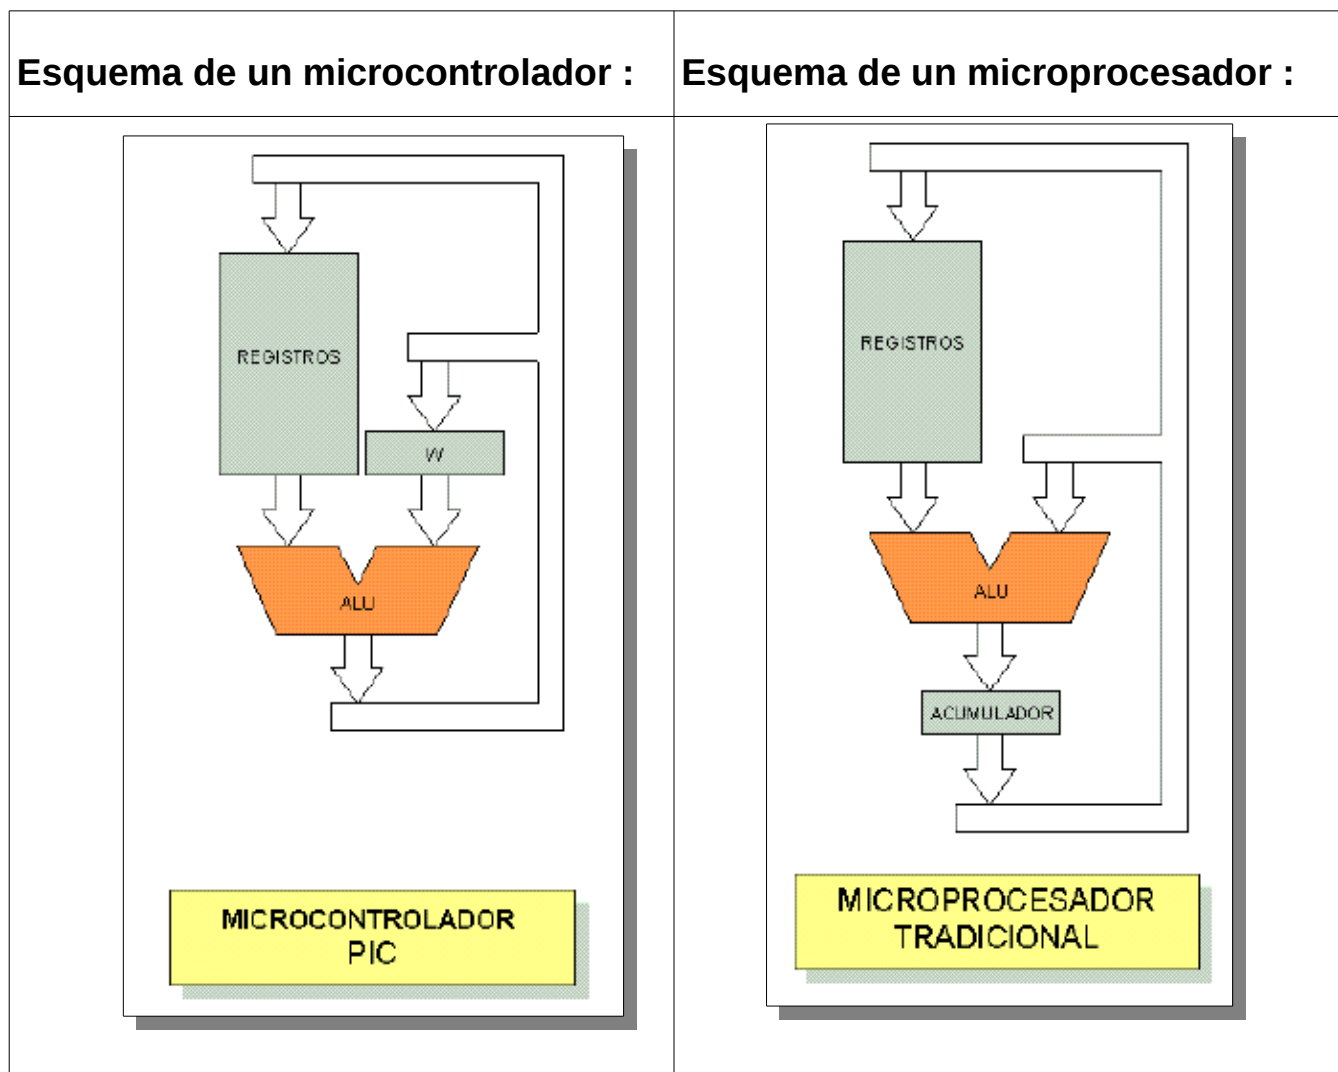 Esquema de un microcontrolador :
Esquema de un microprocesador :
REGISTROS
W
ALU
MICROCONTROLADOR
PIC
REGISTROS
ALU
ACUMULADOR
MICROPROCESADOR
TRADICIONAL